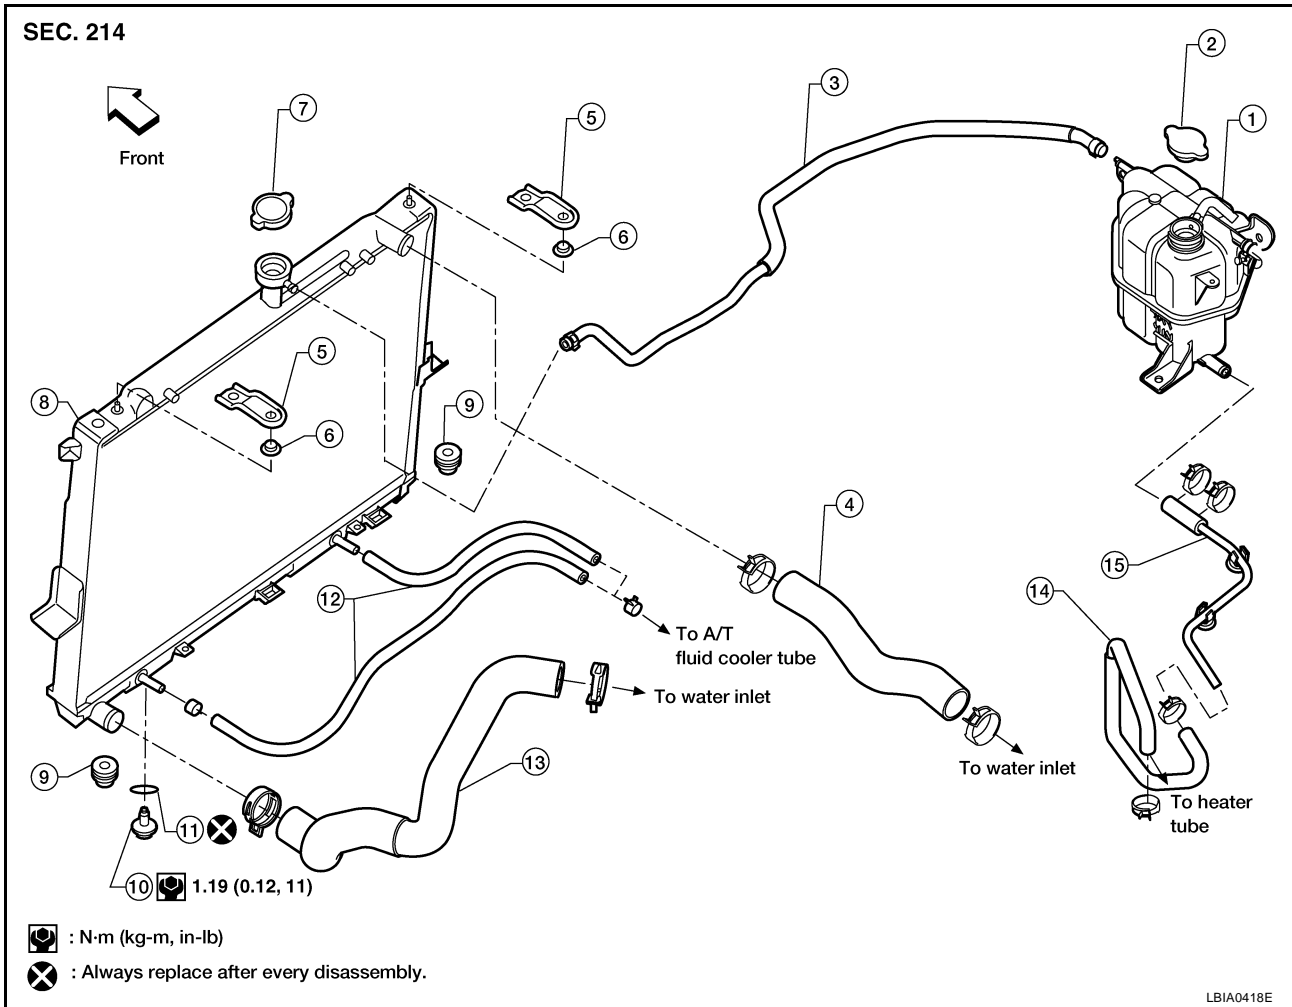 SEC. 214
Front
7
5
3
2
1
6
5
8
6
9
4
12
15
14
To A/T
fluid cooler tube
To water inlet
To water inlet
To heater
tube
9
13
11
10
1.19 (0.12, 11)
: N·m (kg-m, in-lb)
: Always replace after every disassembly.
LBIA0418E